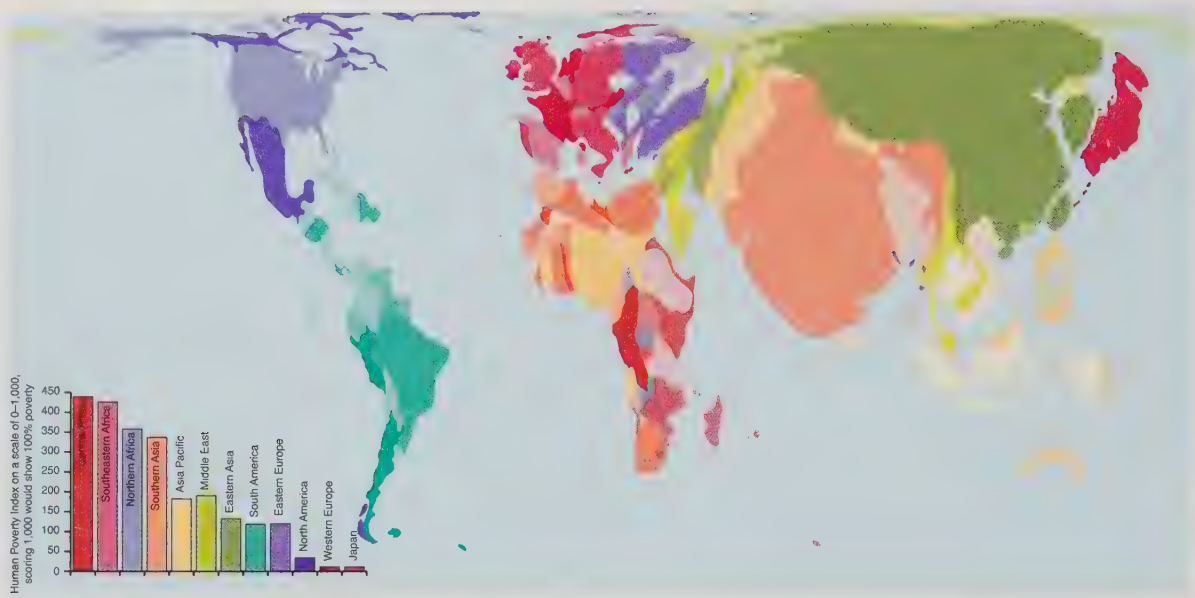 Human Poverty Index on a scale of 0–1,000,
scoring 1,000 would show 100% poverty
450
400
350
300
250
200
150
100
50
0
Southeastern Africa
Northern Africa
Southern Asia
Asia Pacific
Middle East
Eastern Asia
South America
Eastern Europe
North America
Western Europe
Japan